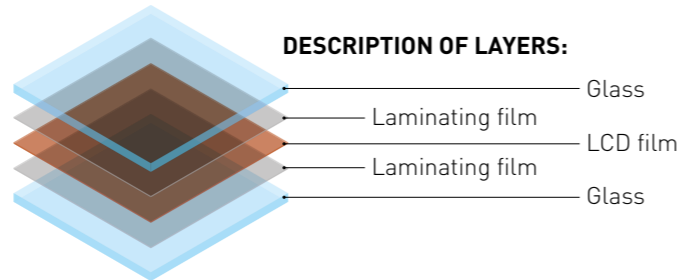 DESCRIPTION OF LAYERS:
Glass
Laminating film
LCD film
Laminating film
Glass